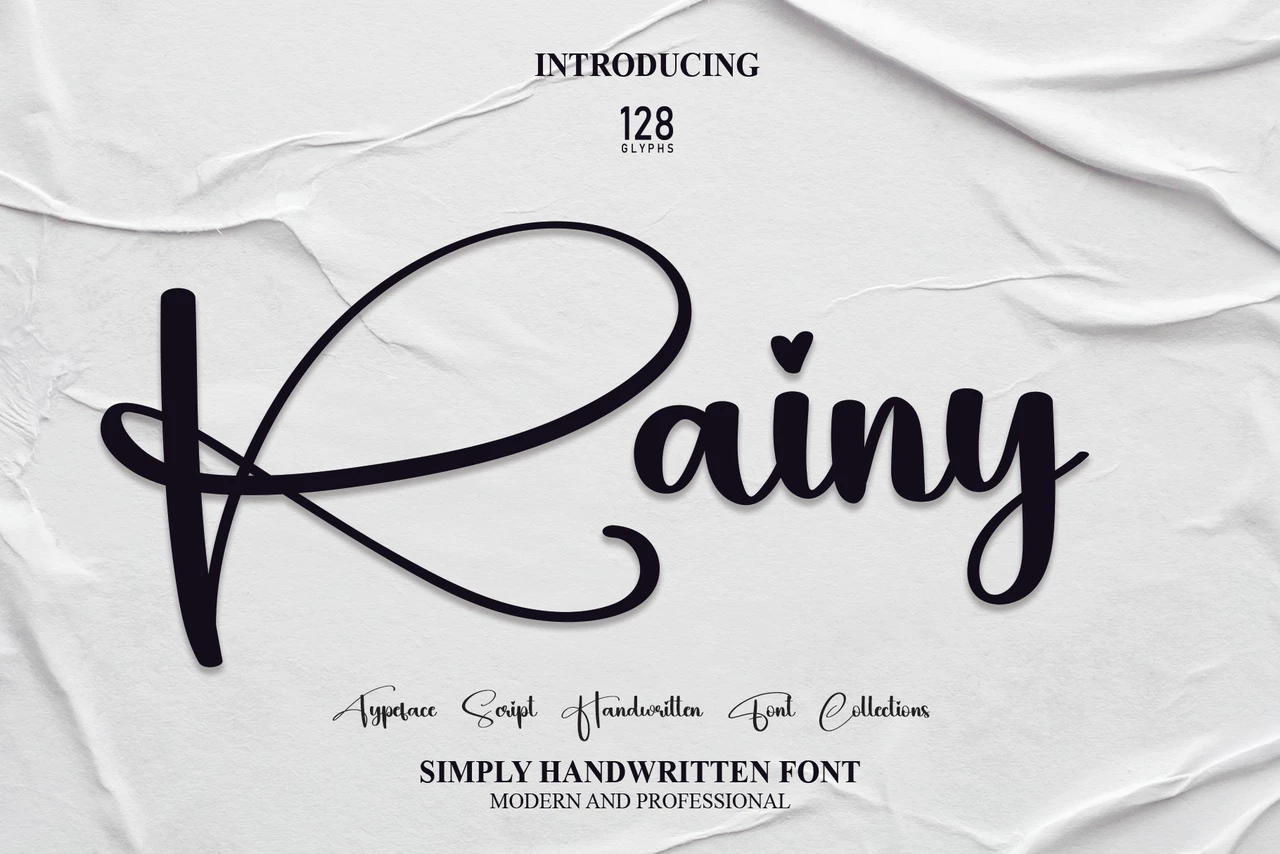 INTRODUCING
128
GLYPHS
Rainy
Typeface Script Handwritten Font Collections
SIMPLY HANDWRITTEN FONT
MODERN AND PROFESSIONAL